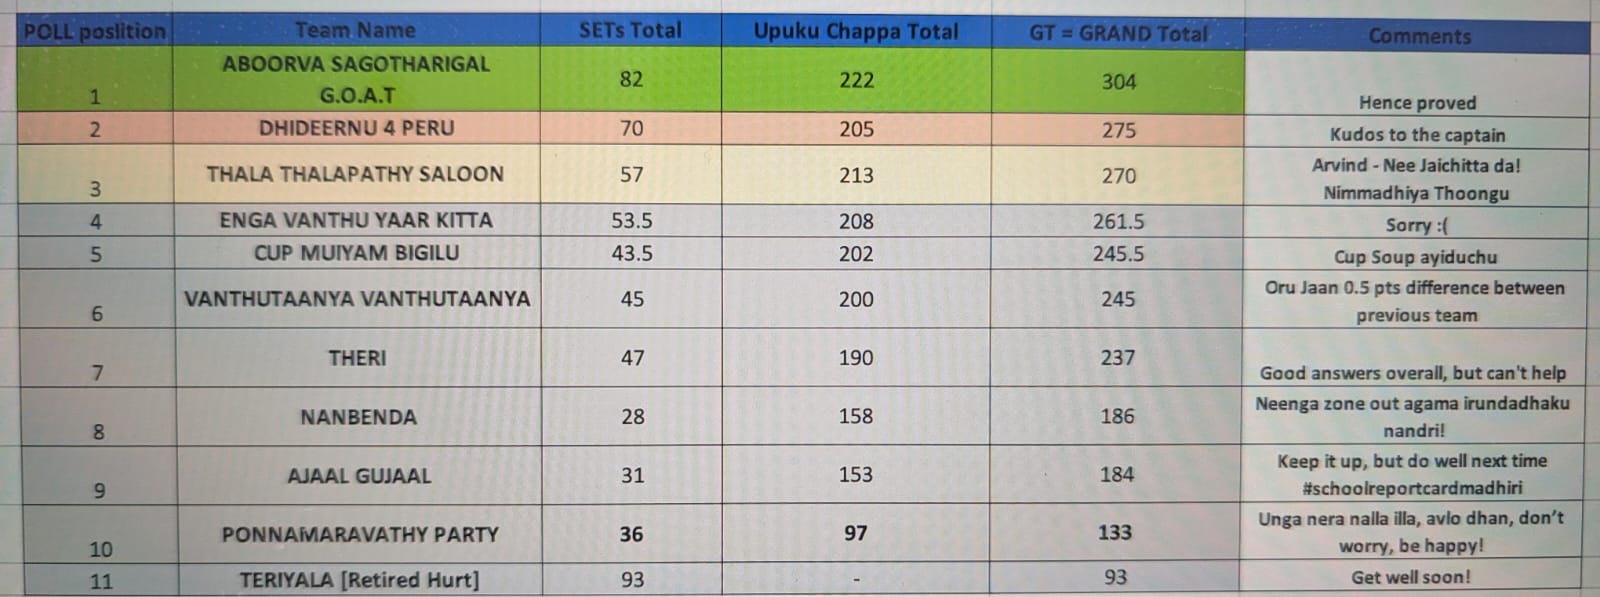 POLL poslition Team Name SETs Total Upuku Chappa Total GT = GRAND Total Comments
1 ABOORVA SAGOTHARIGAL
G.O.A.T 82 222 304 Hence proved
2 DHIDEERNU 4 PERU 70 205 275 Kudos to the captain
3 THALA THALAPATHY SALOON 57 213 270 Arvind - Nee Jaichitta da!
Nimmadhiya Thoongu
4 ENGA VANTHU YAAR KITTA 53.5 208 261.5 Sorry :(
5 CUP MUIYAM BIGILU 43.5 202 245.5 Cup Soup ayiduchu
6 VANTHUTAANYA VANTHUTAANYA 45 200 245 Oru Jaan 0.5 pts difference between
previous team
7 THERI 47 190 237 Good answers overall, but can't help
8 NANBENDA 28 158 186 Neenga zone out agama irundadhaku
nandri!
9 AJAAL GUJAAL 31 153 184 Keep it up, but do well next time
#schoolreportcardmadhiri
10 PONNAMARAVATHY PARTY 36 97 133 Unga nera nalla illa, avlo dhan, don't
worry, be happy!
11 TERIYALA [Retired Hurt] 93 - 93 Get well soon!